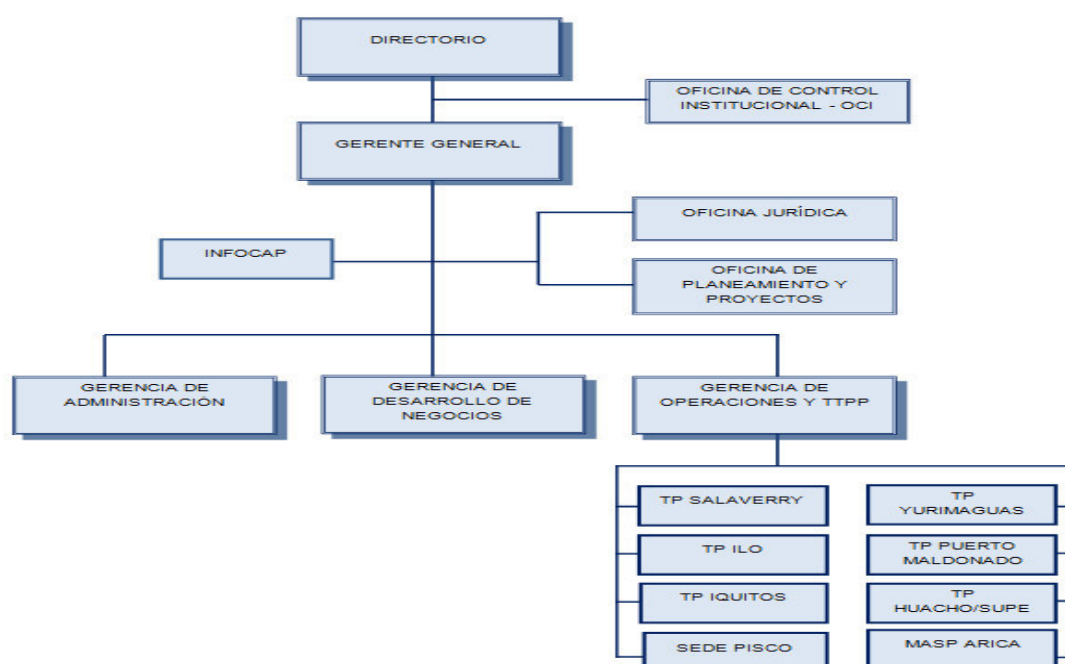 DIRECTORIO
OFICINA DE CONTROL
INSTITUCIONAL - OCI
GERENTE GENERAL
OFICINA JURÍDICA
INFOCAP
OFICINA DE
PLANEAMIENTO Y
PROYECTOS
GERENCIA DE
ADMINISTRACIÓN
GERENCIA DE
DESARROLLO DE
NEGOCIOS
GERENCIA DE
OPERACIONES Y TTPP
TP SALAVERRY
TP ILO
TP IQUITOS
SEDE PISCO
TP
YURIMAGUAS
TP PUERTO
MALDONADO
TP
HUACHO/SUPE
MASP ARICA